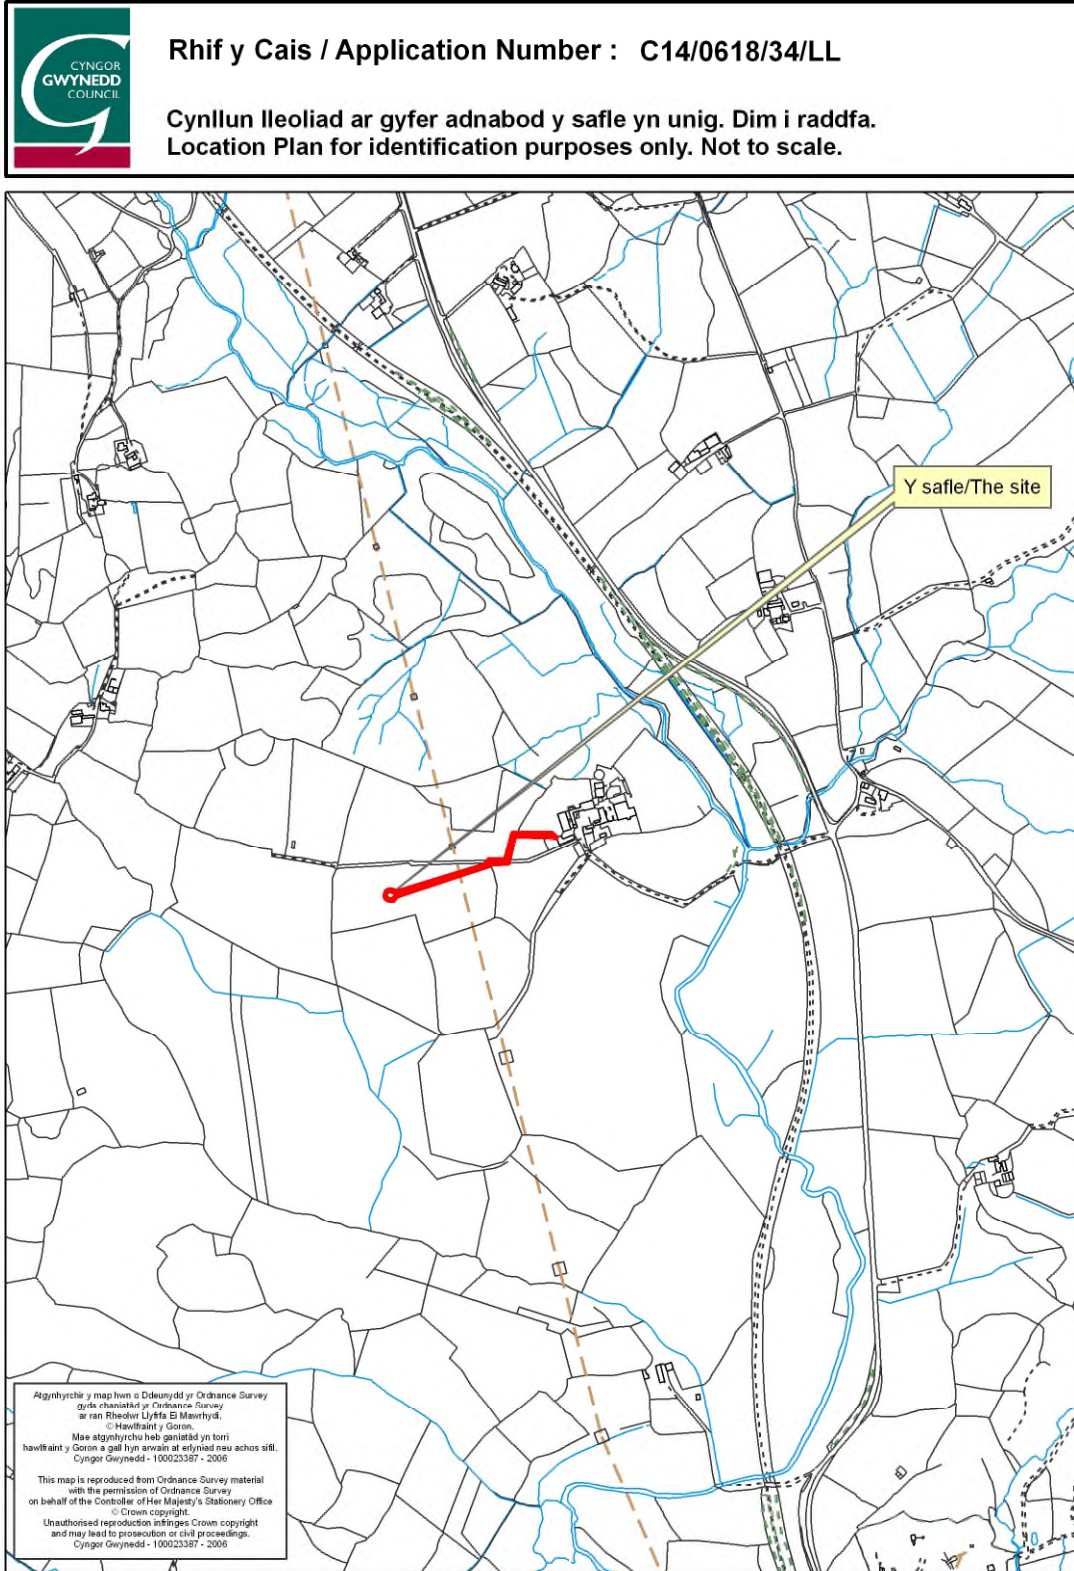 CYNGOR
GWYNEDD
COUNCIL
Rhif y Cais / Application Number : C14/0618/34/LL
Cynllun lleoliad ar gyfer adnabod y safle yn unig. Dim i raddfa.
Location Plan for identification purposes only. Not to scale.
Y safle/The site
Atgynhyrchir y map hwn o Ddeunydd yr Ordnance Survey
gyda chaniatâd yr Ordnance Survey
ar ran Rheolwr Llyfrfa Ei Mawrhydi.
© Hawlfraint y Goron.
Mae atgynhyrchu heb ganiatâd yn torri
hawlfraint y Goron a gall hyn arwain at erlyniad neu achos sifil.
Cyngor Gwynedd - 100023387 - 2006
This map is reproduced from Ordnance Survey material
with the permission of Ordnance Survey
on behalf of the Controller of Her Majesty's Stationery Office
© Crown copyright.
Unauthorised reproduction infringes Crown copyright
and may lead to prosecution or civil proceedings.
Cyngor Gwynedd - 100023387 - 2006